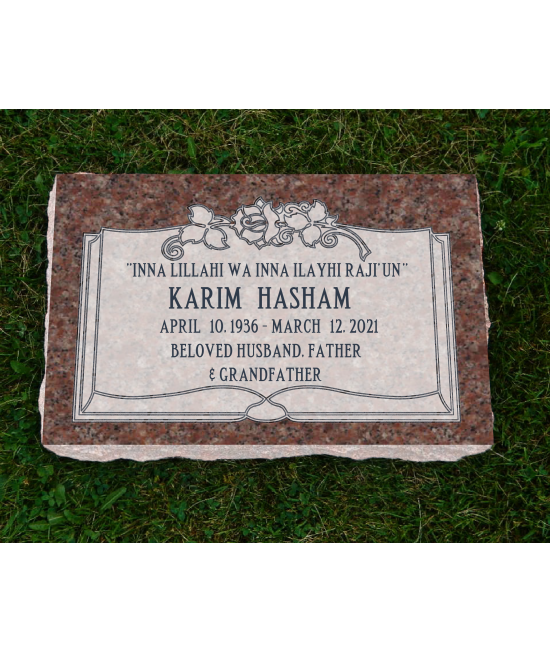 "INNA LILLAHI WA INNA ILAYHI RAJI'UN"
KARIM HASHAM
APRIL 10. 1936 - MARCH 12. 2021
BELOVED HUSBAND. FATHER
& GRANDFATHER